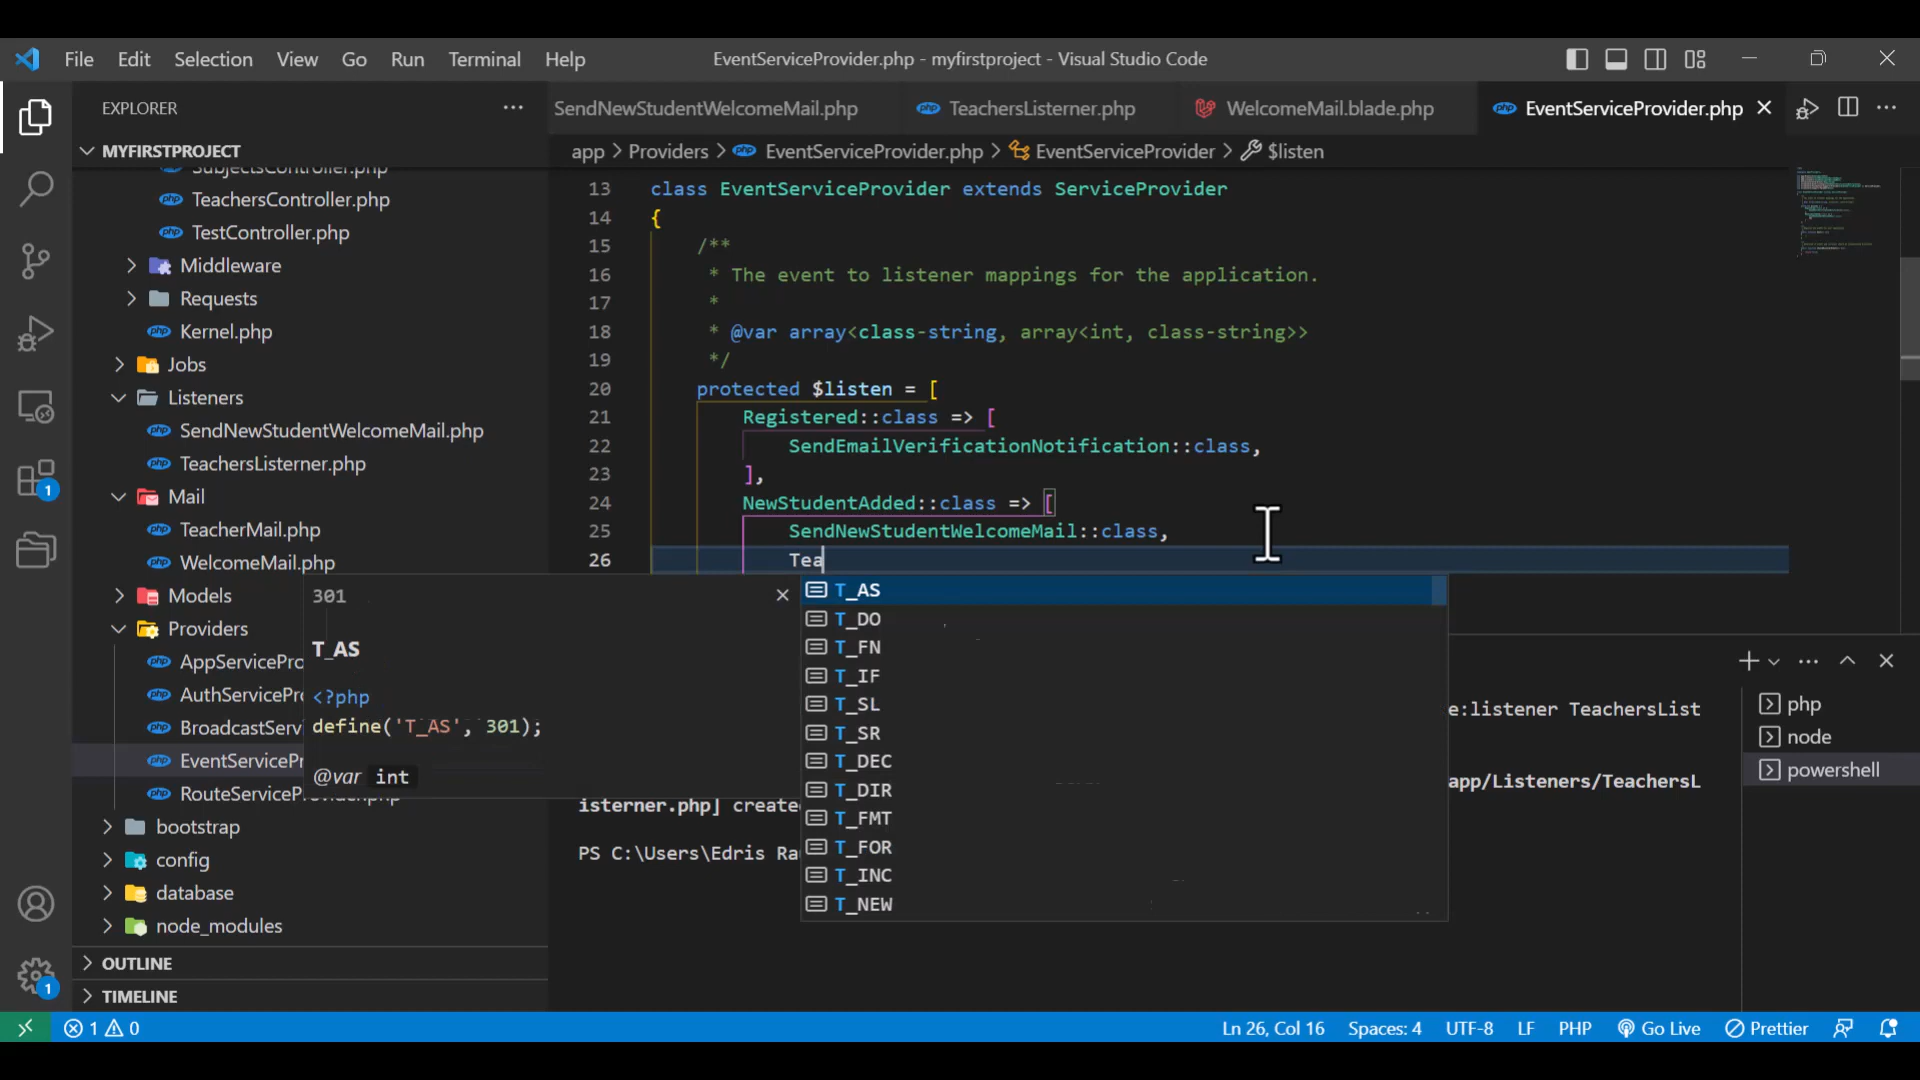 File Edit Selection View Go Run Terminal Help
EventServiceProvider.php - myfirstproject - Visual Studio Code
EXPLORER
MYFIRSTPROJECT
SubjectsController.php
TeachersController.php
TestController.php
Middleware
Requests
Kernel.php
Jobs
Listeners
SendNewStudentWelcomeMail.php
TeachersListerner.php
Mail
TeacherMail.php
WelcomeMail.php
Models
Providers
AppServicePro
AuthServicePr
BroadcastServi
EventServicePr
RouteServiceProvider.php
bootstrap
config
database
node_modules
OUTLINE
TIMELINE
SendNewStudentWelcomeMail.php TeachersListerner.php WelcomeMail.blade.php EventServiceProvider.php
app > Providers > EventServiceProvider.php > EventServiceProvider > $listen
13 class EventServiceProvider extends ServiceProvider
14 {
15 /**
16 * The event to listener mappings for the application.
17 *
18 * @var array<class-string, array<int, class-string>>
19 */
20 protected $listen = [
21 Registered::class => [
22 SendEmailVerificationNotification::class,
23 ],
24 NewStudentAdded::class => [
25 SendNewStudentWelcomeMail::class,
26 Tea
301
T_AS
<?php
define('T_AS', 301);
@var int
T_AS
T_DO
T_FN
T_IF
T_SL
T_SR
T_DEC
T_DIR
T_FMT
T_FOR
T_INC
T_NEW
e:listener TeachersList
app/Listeners/TeachersL
isterner.php] create
PS C:\Users\Edris Ra
php
node
powershell
1
1
1 0
Ln 26, Col 16 Spaces: 4 UTF-8 LF PHP Go Live Prettier